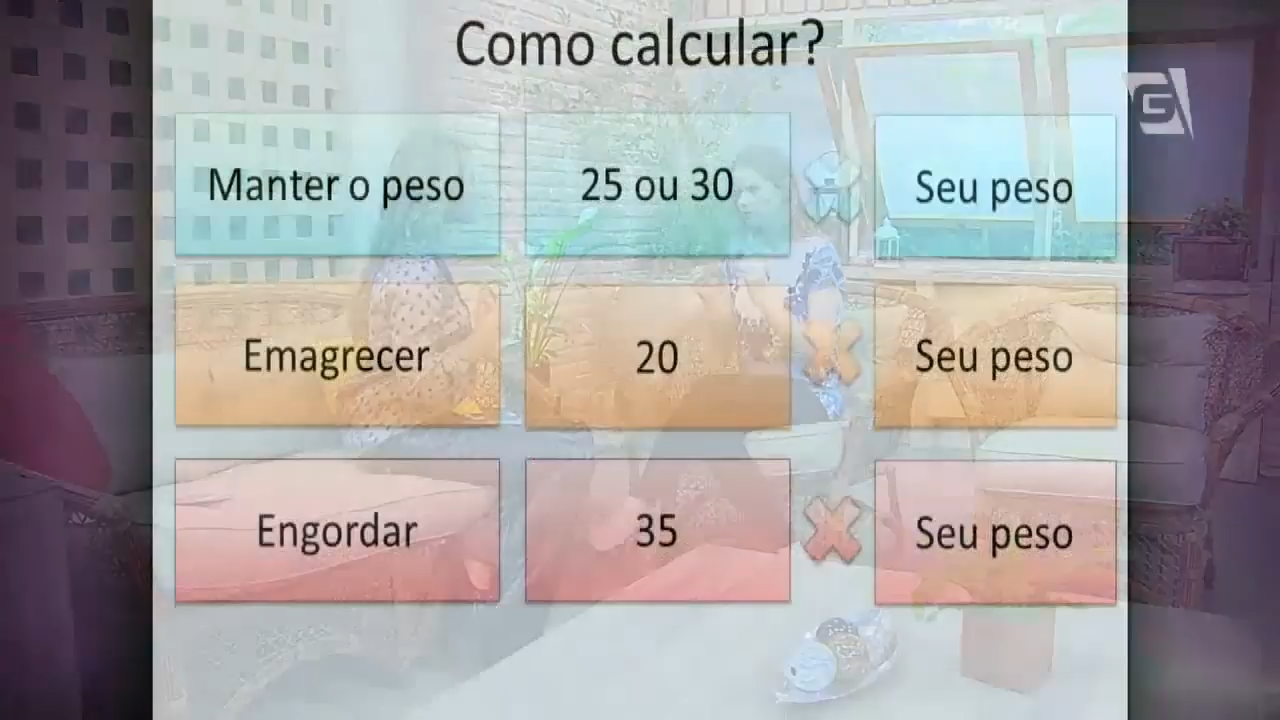 Como calcular?
Manter o peso 25 ou 30 Seu peso
Emagrecer 20 Seu peso
Engordar 35 Seu peso
G